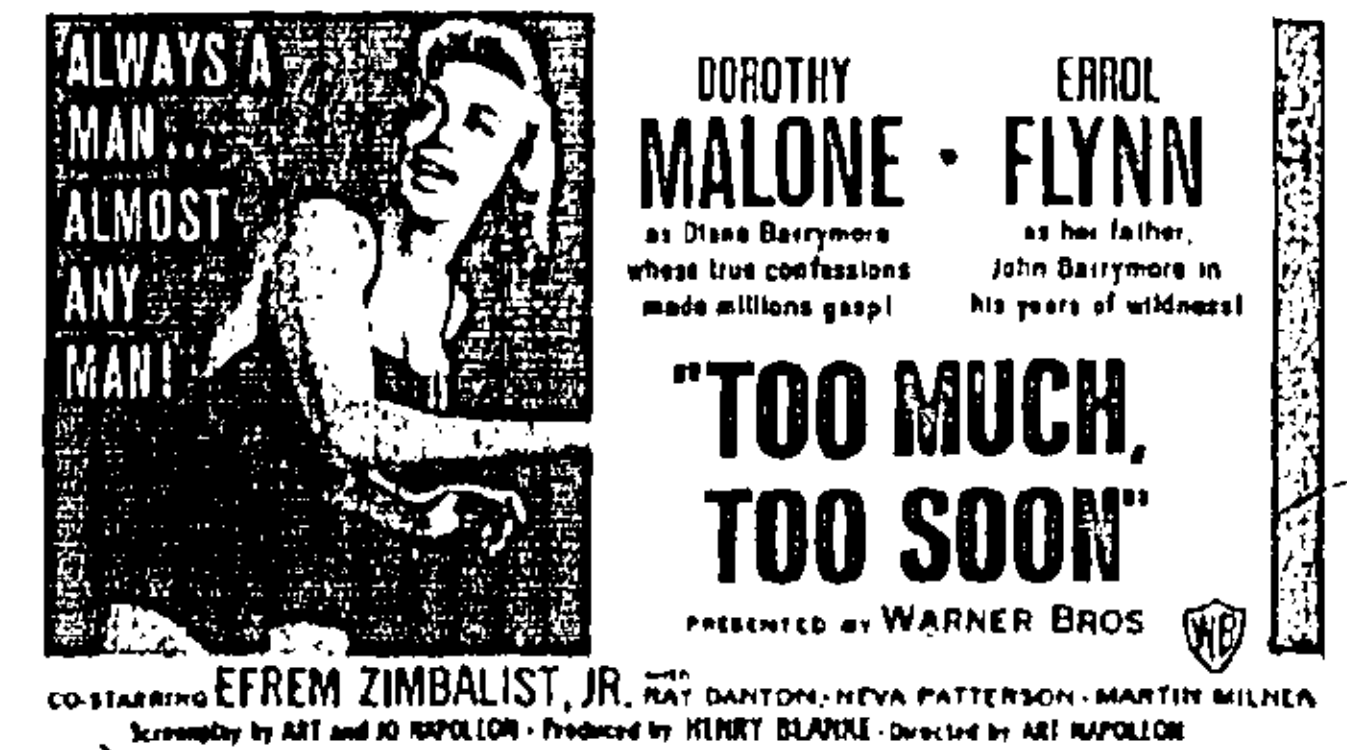 ALWAYS A
MAN...
ALMOST
ANY
MAN!
DOROTHY
MALONE
as Diana Barrymore
whose true confessions
made millions gasp!
•
ERROL
FLYNN
as her father,
John Barrymore in
his years of wildness!
"TOO MUCH,
TOO SOON"
PRESENTED BY WARNER BROS
WB
CO-STARRING EFREM ZIMBALIST, JR. WITH RAY DANTON · NEVA PATTERSON · MARTIN MILNER
Screenplay by ART and JO NAPOLEON · Produced by HENRY BLANKE · Directed by ART NAPOLEON